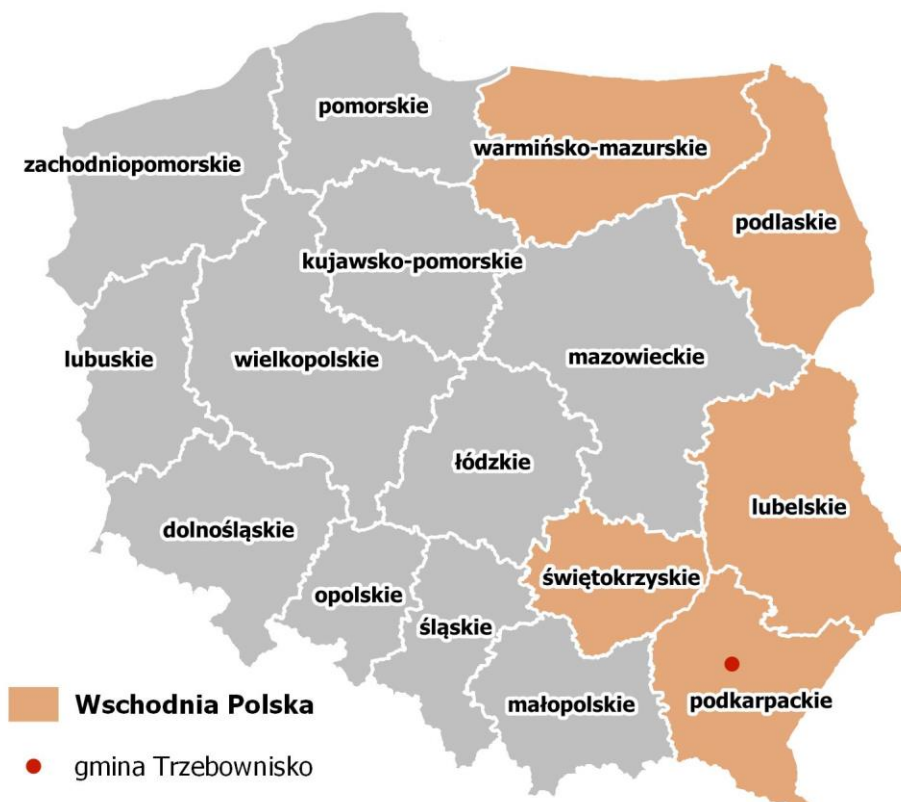 pomorskie
warmińsko-mazurskie
zachodniopomorskie
podlaskie
kujawsko-pomorskie
lubuskie
wielkopolskie
mazowieckie
łódzkie
lubelskie
dolnośląskie
świętokrzyskie
opolskie
śląskie
podkarpackie
małopolskie
Wschodnia Polska
gmina Trzebownisko